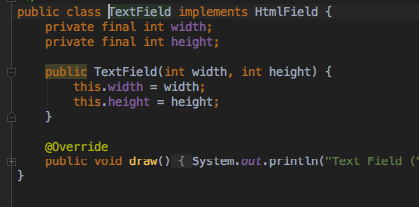 public class TextField implements HtmlField {
private final int width;
private final int height;
public TextField(int width, int height) {
this.width = width;
this.height = height;
}
@Override
public void draw() { System.out.println("Text Field ("
}